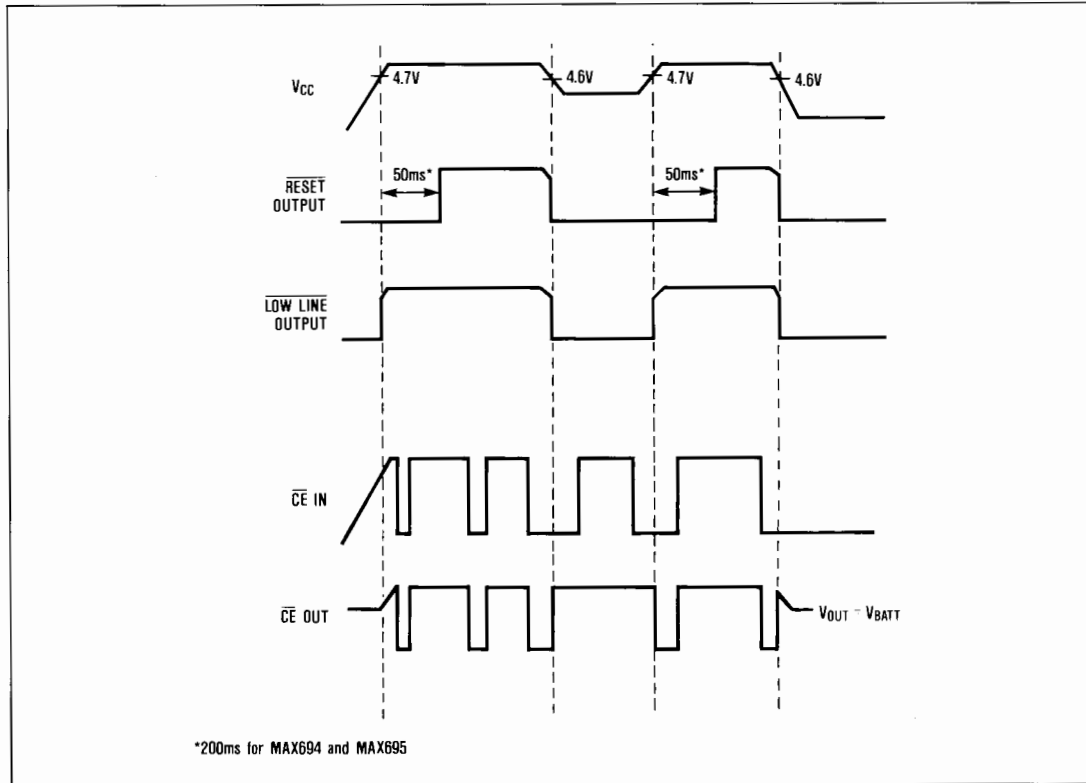 VCC
4.7V
4.6V
4.7V
4.6V
RESET
OUTPUT
50ms*
50ms*
LOW LINE
OUTPUT
CE IN
CE OUT
VOUT = VBATT
*200ms for MAX694 and MAX695